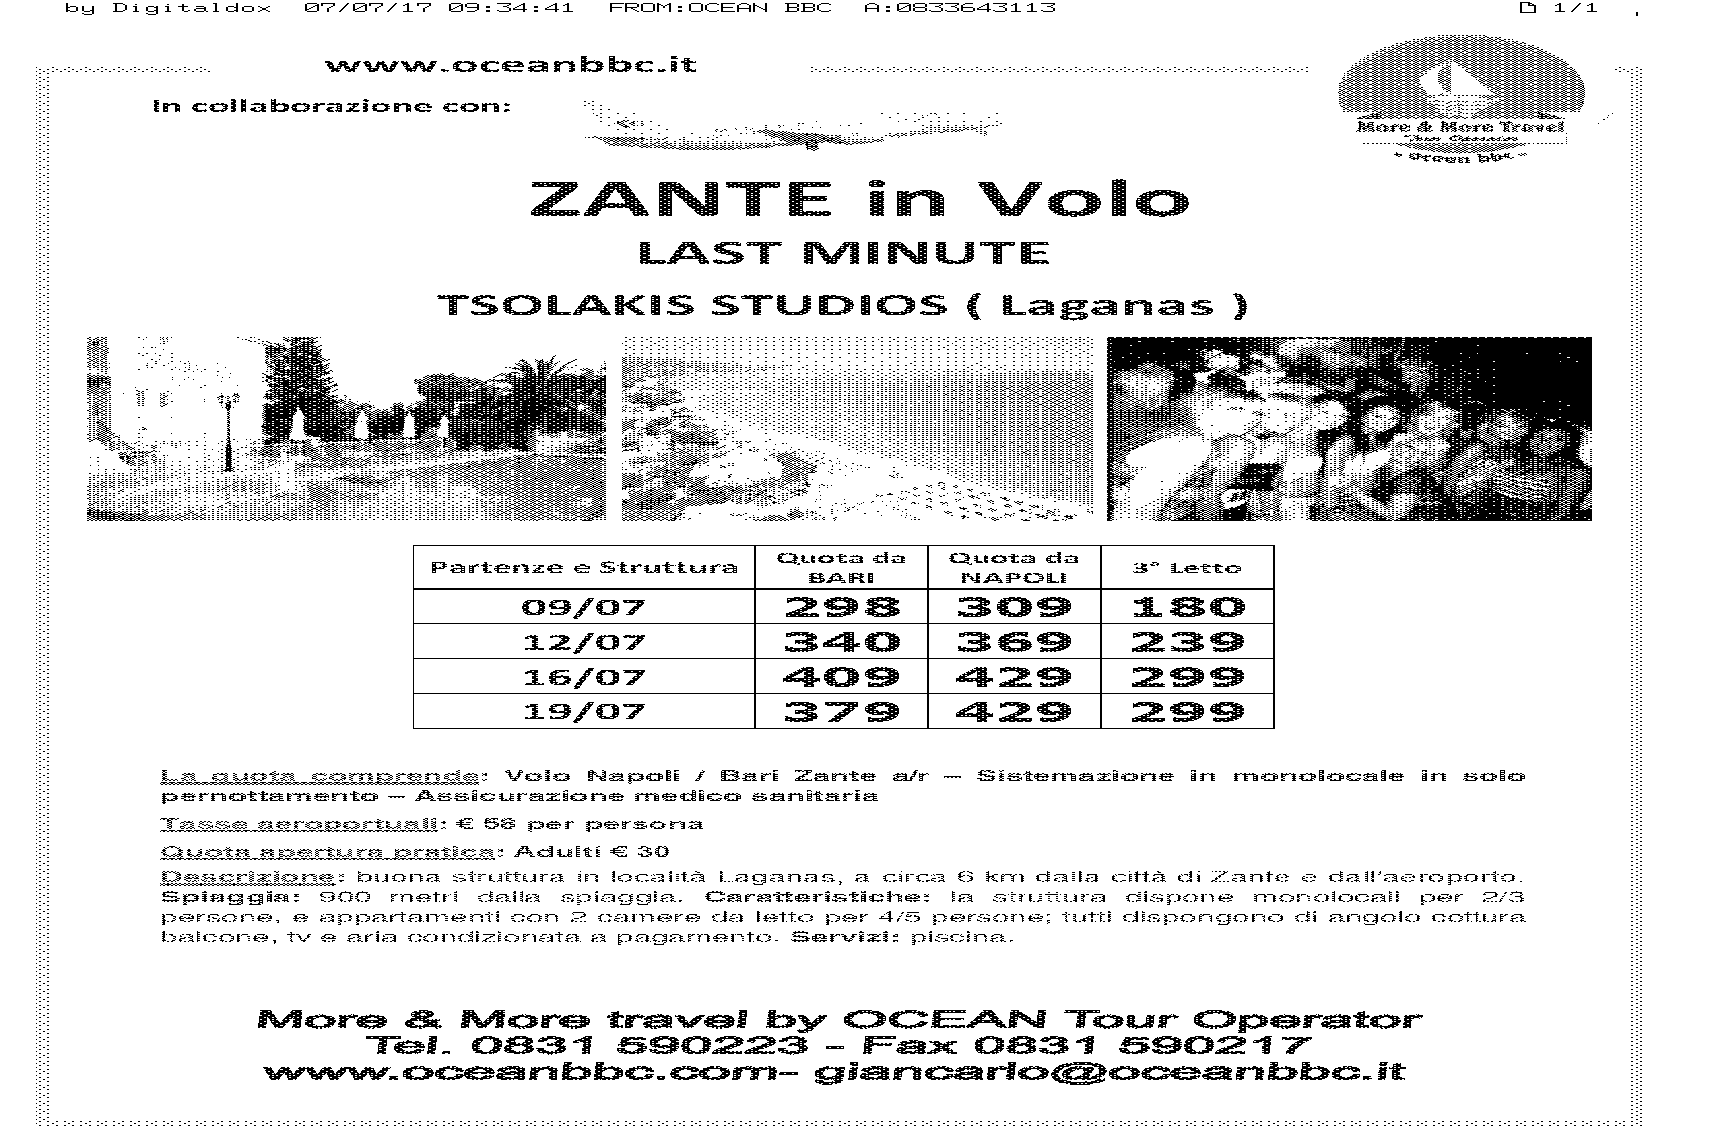 by Digitaldox 07/07/17 09:34:41 FROM:OCEAN BBC A:0833643113 1/1
www.oceanbbc.it
In collaborazione con:
More & More Travel
* Ocean bbc *
ZANTE in Volo
LAST MINUTE
TSOLAKIS STUDIOS ( Laganas )
Partenze e Struttura Quota da BARI Quota da NAPOLI 3° Letto
09/07 298 309 180
12/07 340 369 239
16/07 409 429 299
19/07 379 429 299
La quota comprende: Volo Napoli / Bari Zante a/r – Sistemazione in monolocale in solo
pernottamento – Assicurazione medico sanitaria
Tasse aeroportuali: € 56 per persona
Quota apertura pratica: Adulti € 30
Descrizione: buona struttura in località Laganas, a circa 6 km dalla città di Zante e dall'aeroporto.
Spiaggia: 900 metri dalla spiaggia. Caratteristiche: la struttura dispone monolocali per 2/3
persone, e appartamenti con 2 camere da letto per 4/5 persone; tutti dispongono di angolo cottura
balcone, tv e aria condizionata a pagamento. Servizi: piscina.
More & More travel by OCEAN Tour Operator
Tel. 0831 590223 – Fax 0831 590217
www.oceanbbc.com– giancarlo@oceanbbc.it